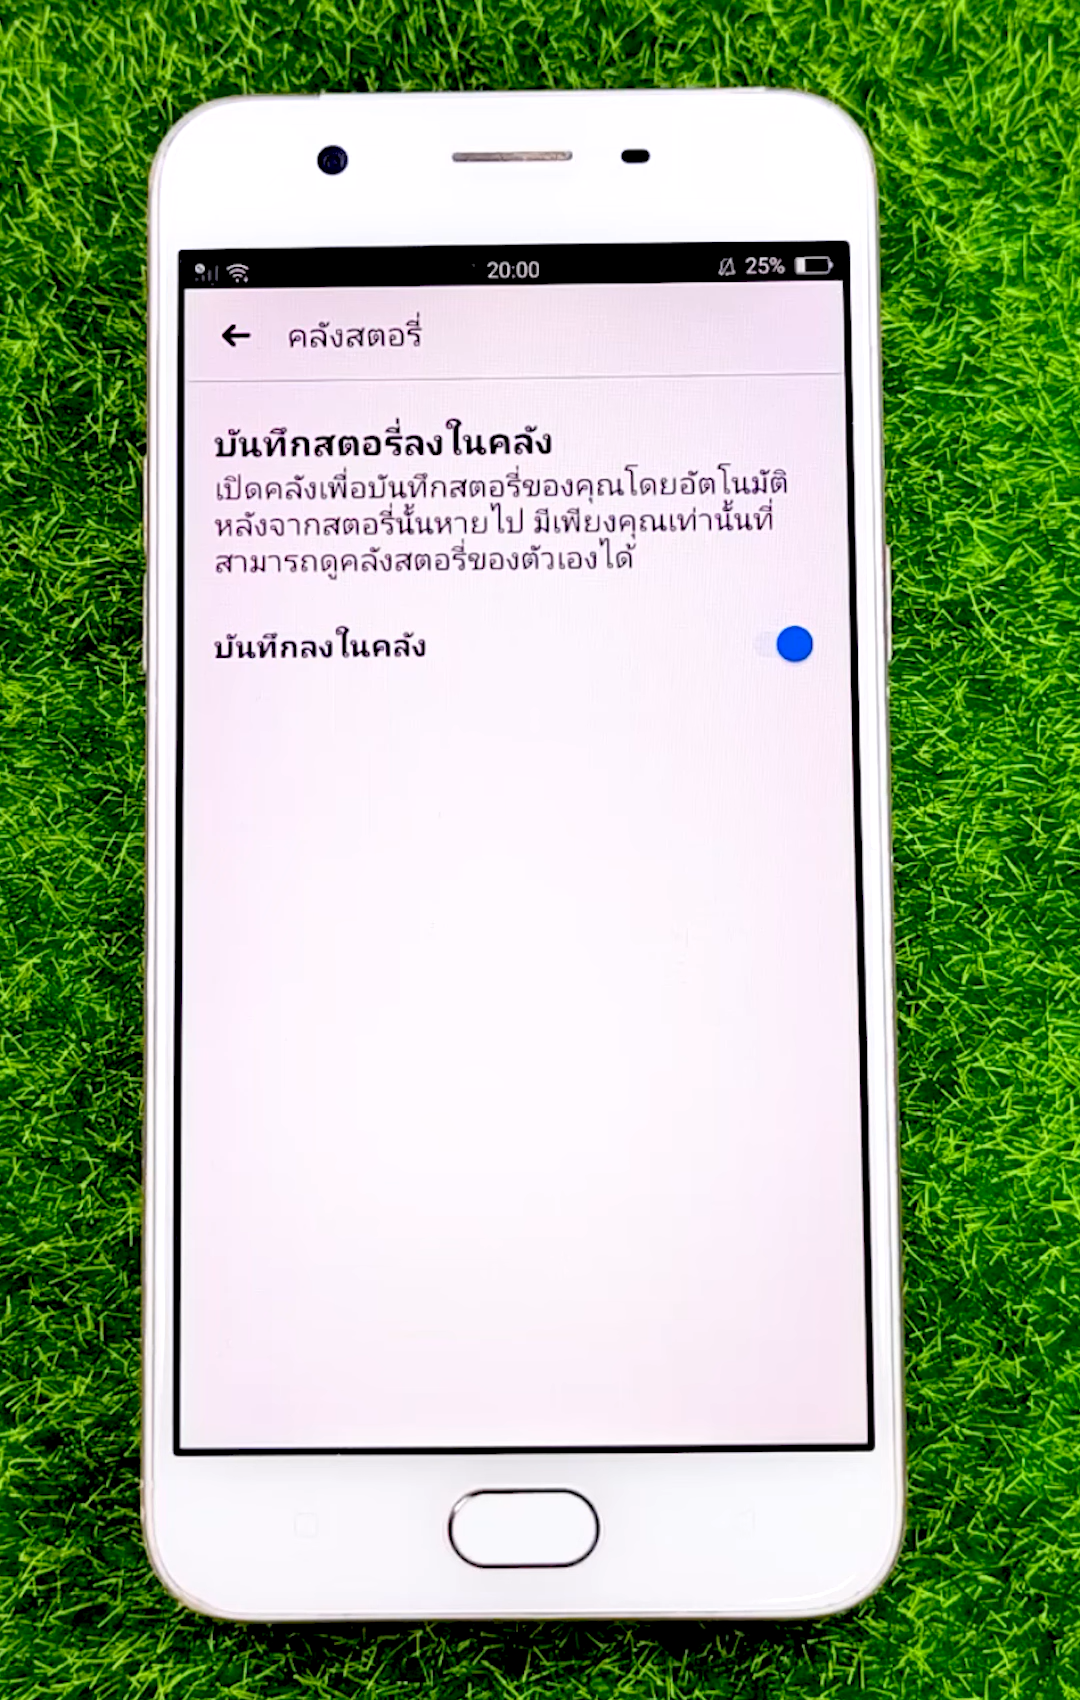 20:00 25%
คลังสตอรี่
บันทึกสตอรี่ลงในคลัง
เปิดคลังเพื่อบันทึกสตอรี่ของคุณโดยอัตโนมัติ
หลังจากสตอรี่นั้นหายไป มีเพียงคุณเท่านั้นที่
สามารถดูคลังสตอรี่ของตัวเองได้
บันทึกลงในคลัง